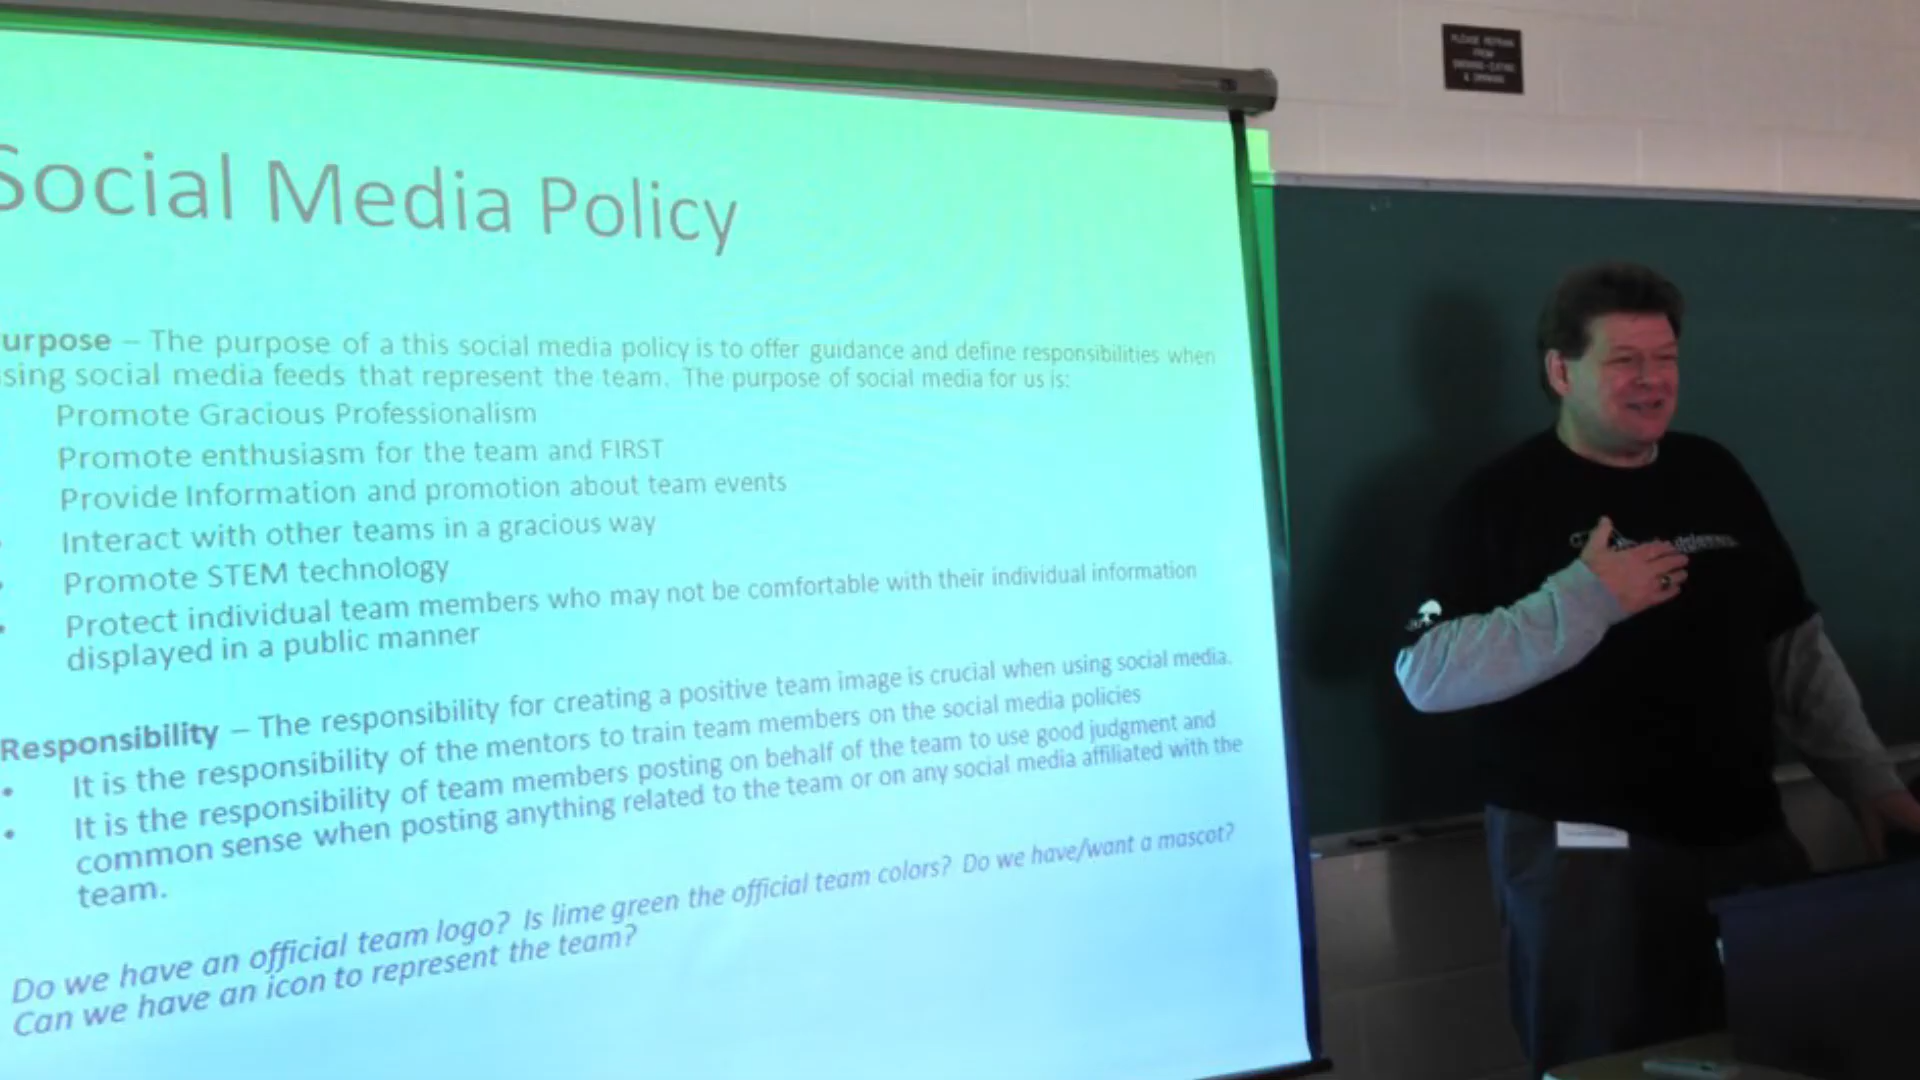 PLEASE REFRAIN
FROM
SMOKING-EATING
& DRINKING
Social Media Policy
urpose – The purpose of a this social media policy is to offer guidance and define responsibilities when
sing social media feeds that represent the team. The purpose of social media for us is:
Promote Gracious Professionalism
Promote enthusiasm for the team and FIRST
Provide Information and promotion about team events
• Interact with other teams in a gracious way
• Promote STEM technology
• Protect individual team members who may not be comfortable with their individual information
displayed in a public manner
Responsibility – The responsibility for creating a positive team image is crucial when using social media.
• It is the responsibility of the mentors to train team members on the social media policies
• It is the responsibility of team members posting on behalf of the team to use good judgment and
common sense when posting anything related to the team or on any social media affiliated with the
team.
Do we have an official team logo? Is lime green the official team colors? Do we have/want a mascot?
Can we have an icon to represent the team?